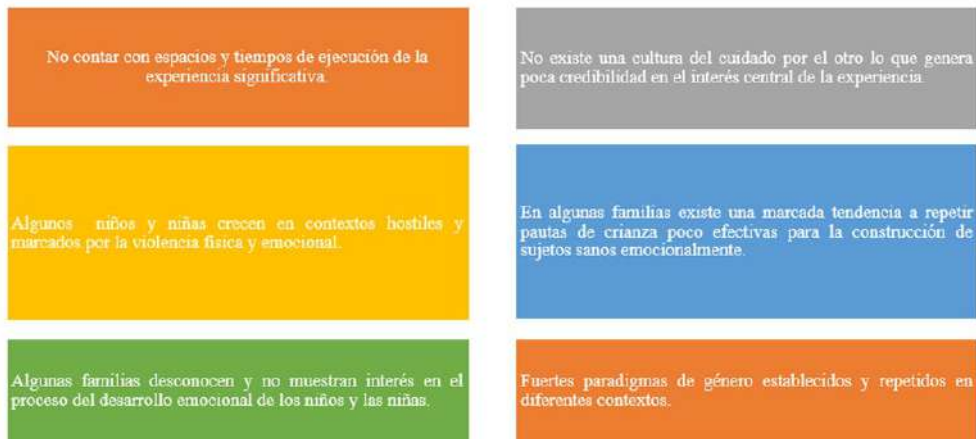 No contar con espacios y tiempos de ejecución de la
experiencia significativa.
No existe una cultura del cuidado por el otro lo que genera
poca credibilidad en el interés central de la experiencia.
Algunos niños y niñas crecen en contextos hostiles y
marcados por la violencia física y emocional.
En algunas familias existe una marcada tendencia a repetir
pautas de crianza poco efectivas para la construcción de
sujetos sanos emocionalmente.
Algunas familias desconocen y no muestran interés en el
proceso del desarrollo emocional de los niños y las niñas.
Fuertes paradigmas de género establecidos y repetidos en
diferentes contextos.